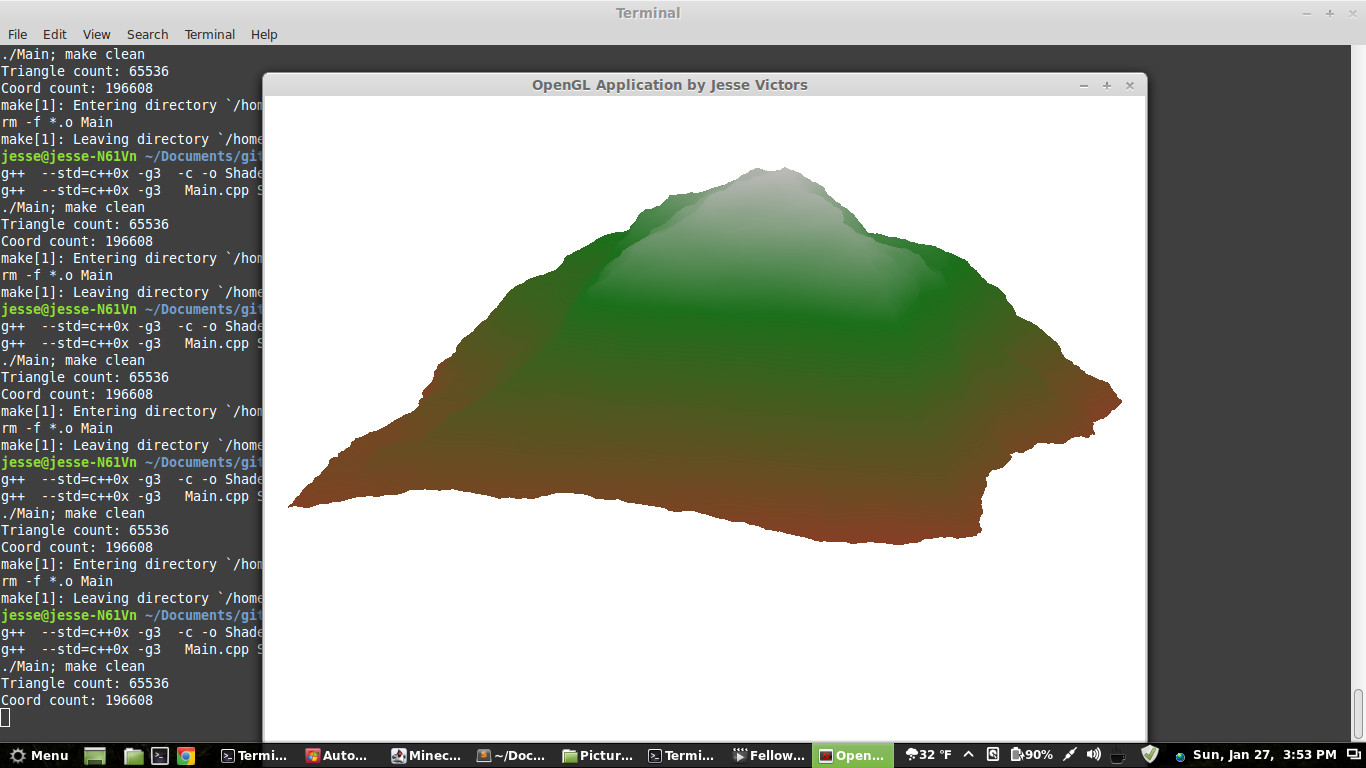 Terminal
File Edit View Search Terminal Help
./Main; make clean
Triangle count: 65536
Coord count: 196608
make[1]: Entering directory `/hom
rm -f *.o Main
make[1]: Leaving directory `/home
jesse@jesse-N61Vn ~/Documents/git
g++  --std=c++0x -g3  -c -o Shade
g++  --std=c++0x -g3   Main.cpp S
./Main; make clean
Triangle count: 65536
Coord count: 196608
make[1]: Entering directory `/hom
rm -f *.o Main
make[1]: Leaving directory `/home
jesse@jesse-N61Vn ~/Documents/git
g++  --std=c++0x -g3  -c -o Shade
g++  --std=c++0x -g3   Main.cpp S
./Main; make clean
Triangle count: 65536
Coord count: 196608
make[1]: Entering directory `/hom
rm -f *.o Main
make[1]: Leaving directory `/home
jesse@jesse-N61Vn ~/Documents/git
g++  --std=c++0x -g3  -c -o Shade
g++  --std=c++0x -g3   Main.cpp S
./Main; make clean
Triangle count: 65536
Coord count: 196608
make[1]: Entering directory `/hom
rm -f *.o Main
make[1]: Leaving directory `/home
jesse@jesse-N61Vn ~/Documents/git
g++  --std=c++0x -g3  -c -o Shade
g++  --std=c++0x -g3   Main.cpp S
./Main; make clean
Triangle count: 65536
Coord count: 196608
OpenGL Application by Jesse Victors
Menu Termi... Auto... Minec... ~/Doc... Pictur... Termi... Fellow... Open... 32 °F 90% Sun, Jan 27, 3:53 PM